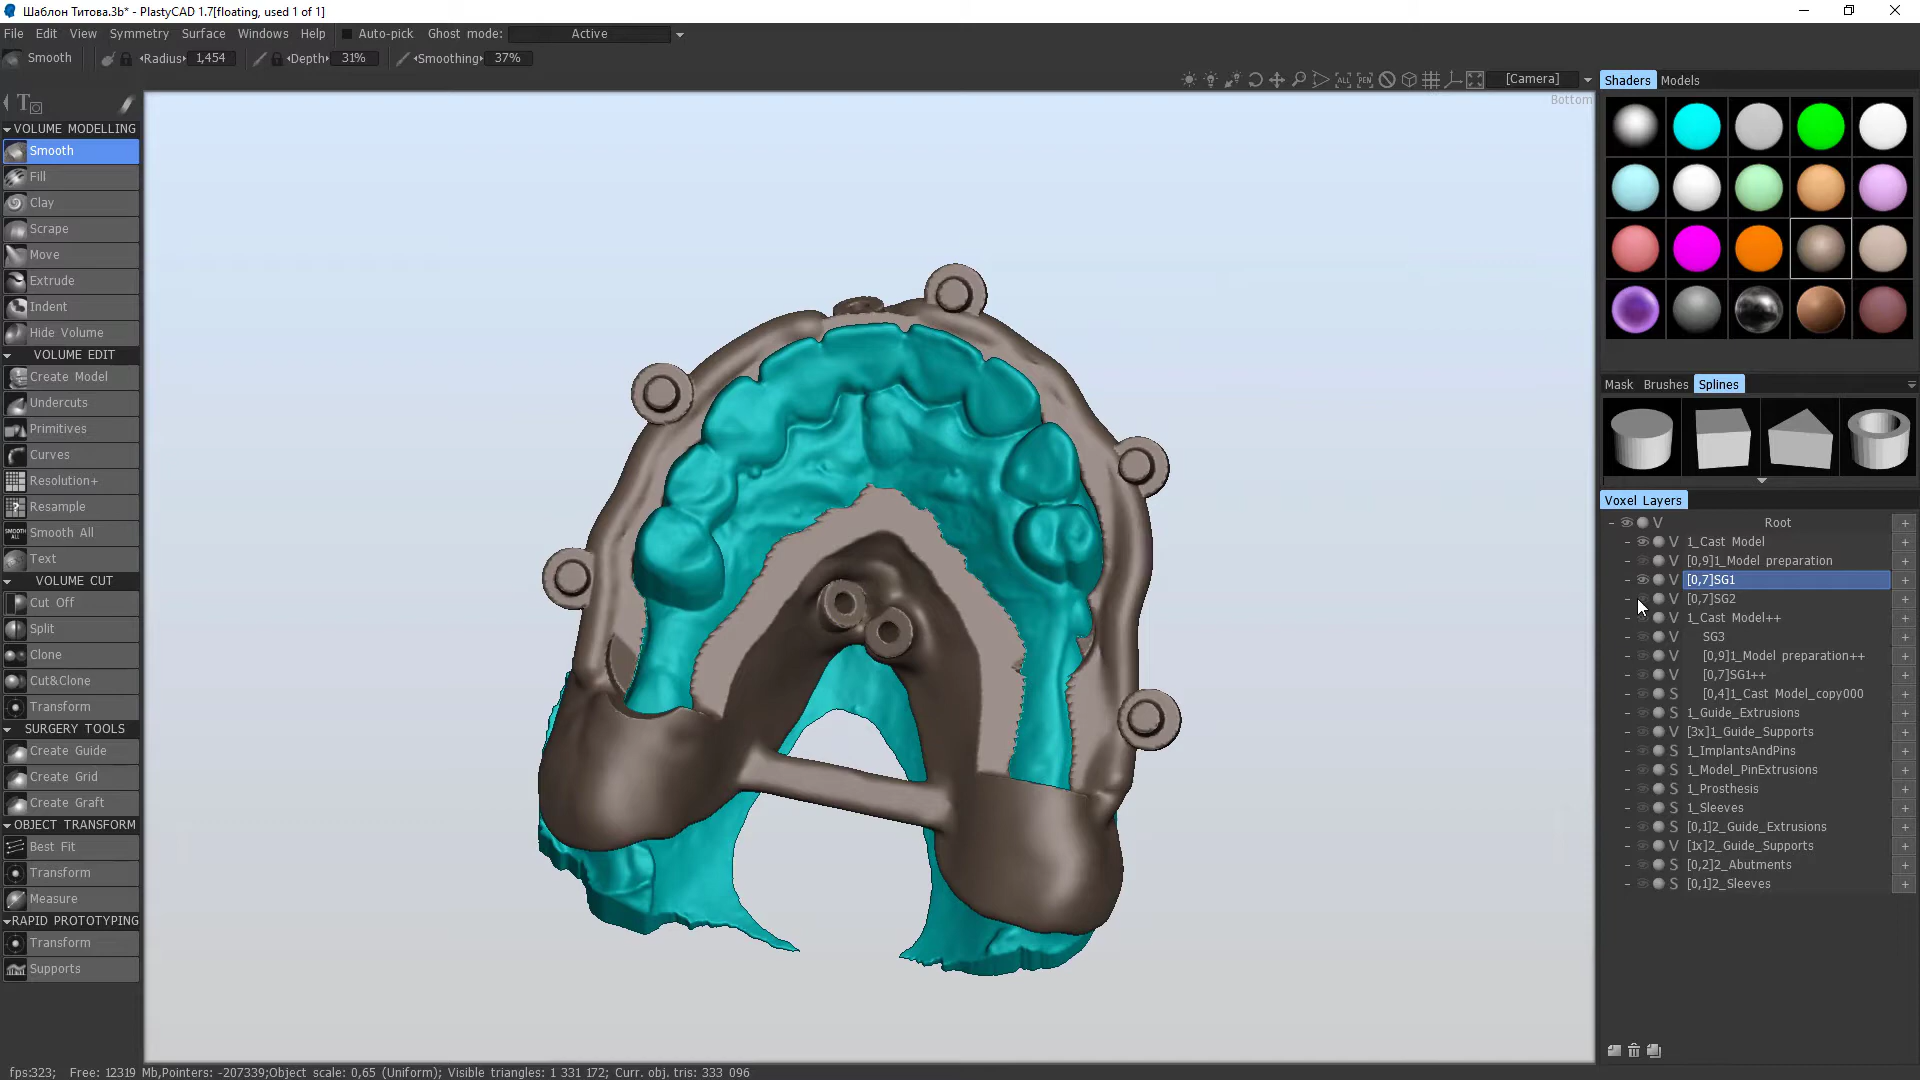 Шаблон Титова.3b* - PlastyCAD 1.7[floating, used 1 of 1]
File Edit View Symmetry Surface Windows Help Auto-pick Ghost mode: Active
Smooth Radius 1,454 Depth 31% Smoothing 37%
ALL PEN [Camera]
Bottom
VOLUME MODELLING
Smooth
Fill
Clay
Scrape
Move
Extrude
Indent
Hide Volume
VOLUME EDIT
Create Model
Undercuts
Primitives
Curves
Resolution+
Resample
SMOOTH ALL Smooth All
Text
VOLUME CUT
Cut Off
Split
Clone
Cut&Clone
Transform
SURGERY TOOLS
Create Guide
Create Grid
Create Graft
OBJECT TRANSFORM
Best Fit
Transform
Measure
RAPID PROTOTYPING
Transform
Supports
Shaders Models
Mask Brushes Splines
Voxel Layers
V Root +
V 1_Cast Model +
V [0,9]1_Model preparation +
V [0,7]SG1 +
V [0,7]SG2 +
V 1_Cast Model++ +
V SG3 +
V [0,9]1_Model preparation++ +
V [0,7]SG1++ +
S [0,4]1_Cast Model_copy000 +
S 1_Guide_Extrusions +
V [3x]1_Guide_Supports +
S 1_ImplantsAndPins +
S 1_Model_PinExtrusions +
S 1_Prosthesis +
S 1_Sleeves +
S [0,1]2_Guide_Extrusions +
V [1x]2_Guide_Supports +
S [0,2]2_Abutments +
S [0,1]2_Sleeves +
fps:323; Free: 12319 Mb,Pointers: -207339;Object scale: 0,65 (Uniform); Visible triangles: 1 331 172; Curr. obj. tris: 333 096